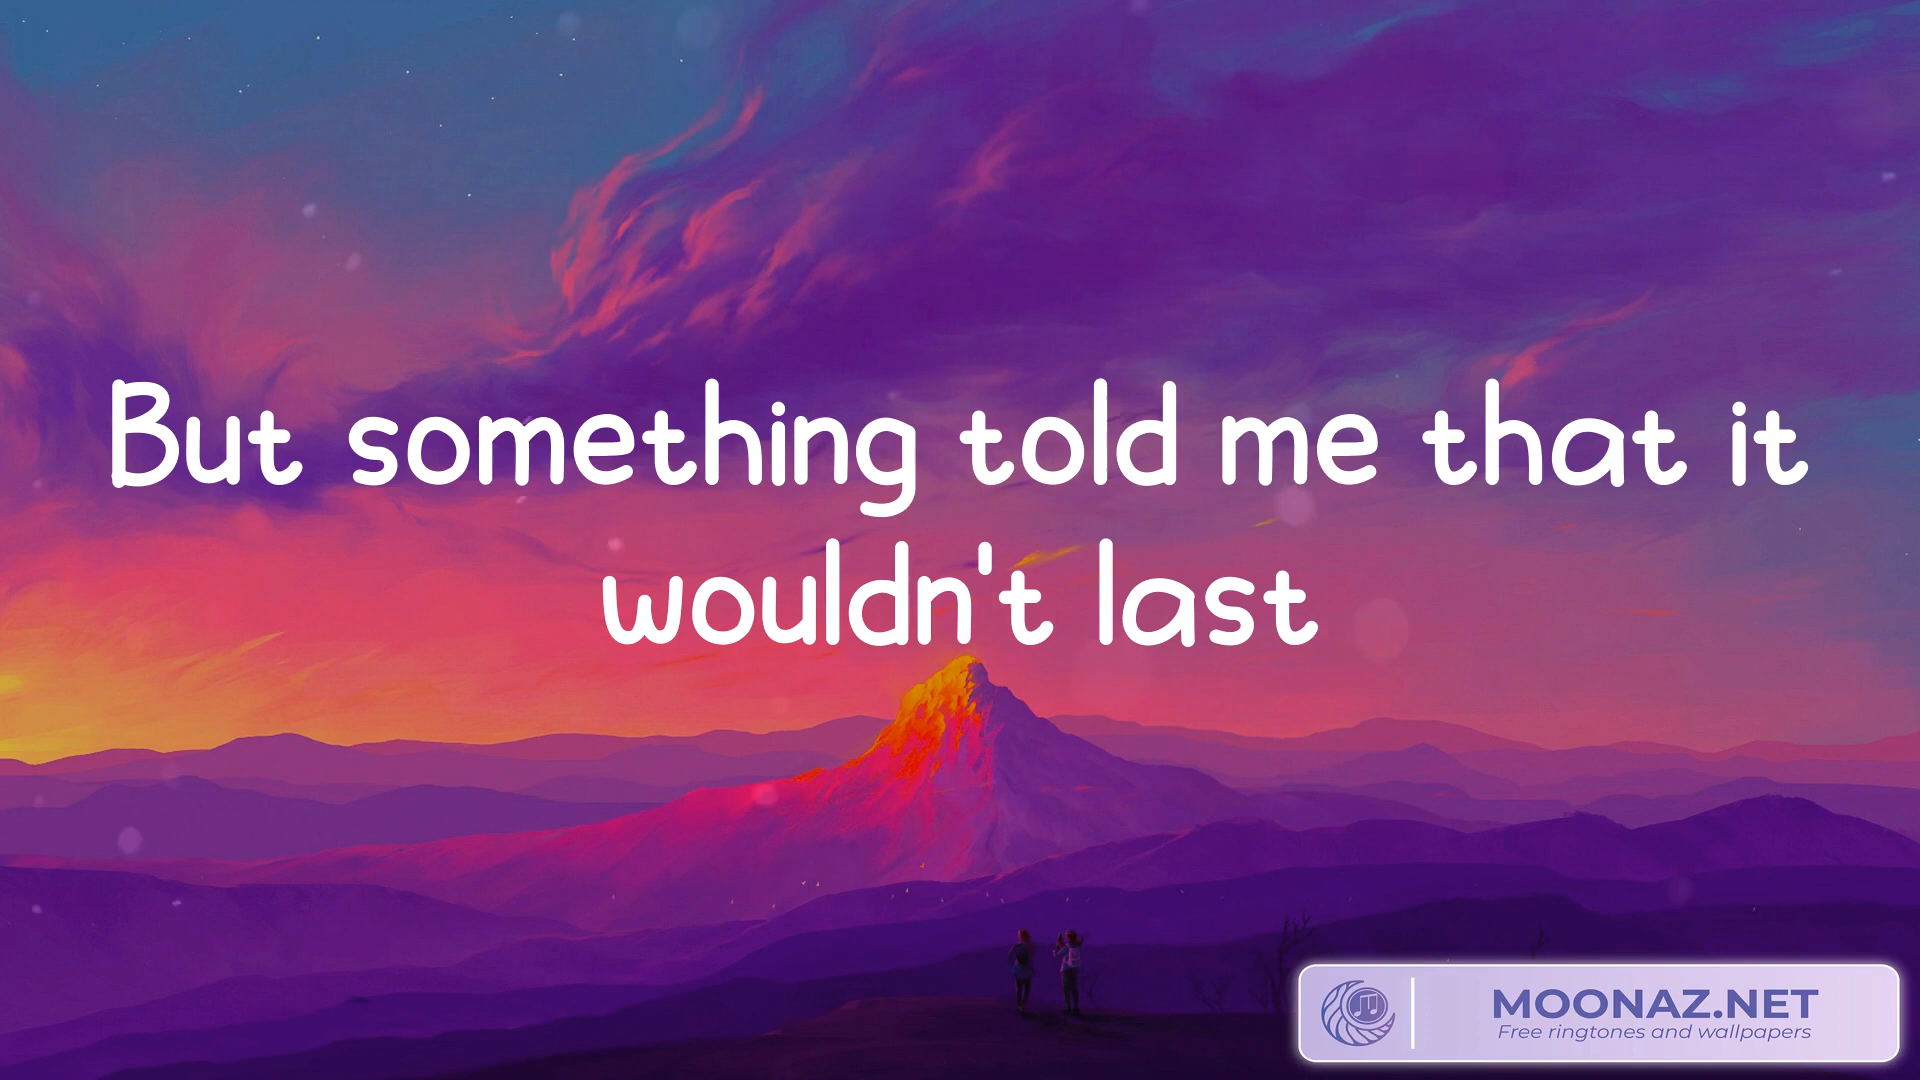 But something told me that it
wouldn't last
MOONAZ.NET
Free ringtones and wallpapers